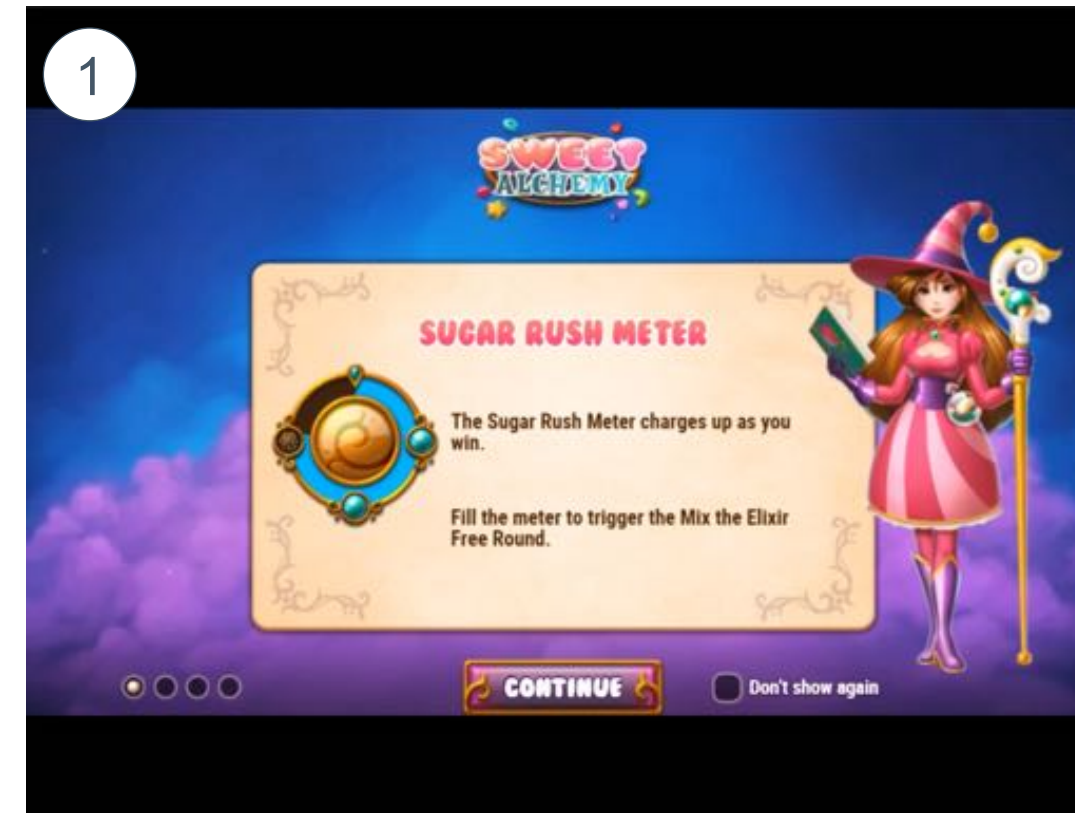 1
SWEET
ALCHEMY
SUGAR RUSH METER
The Sugar Rush Meter charges up as you
win.
Fill the meter to trigger the Mix the Elixir
Free Round.
CONTINUE
Don't show again